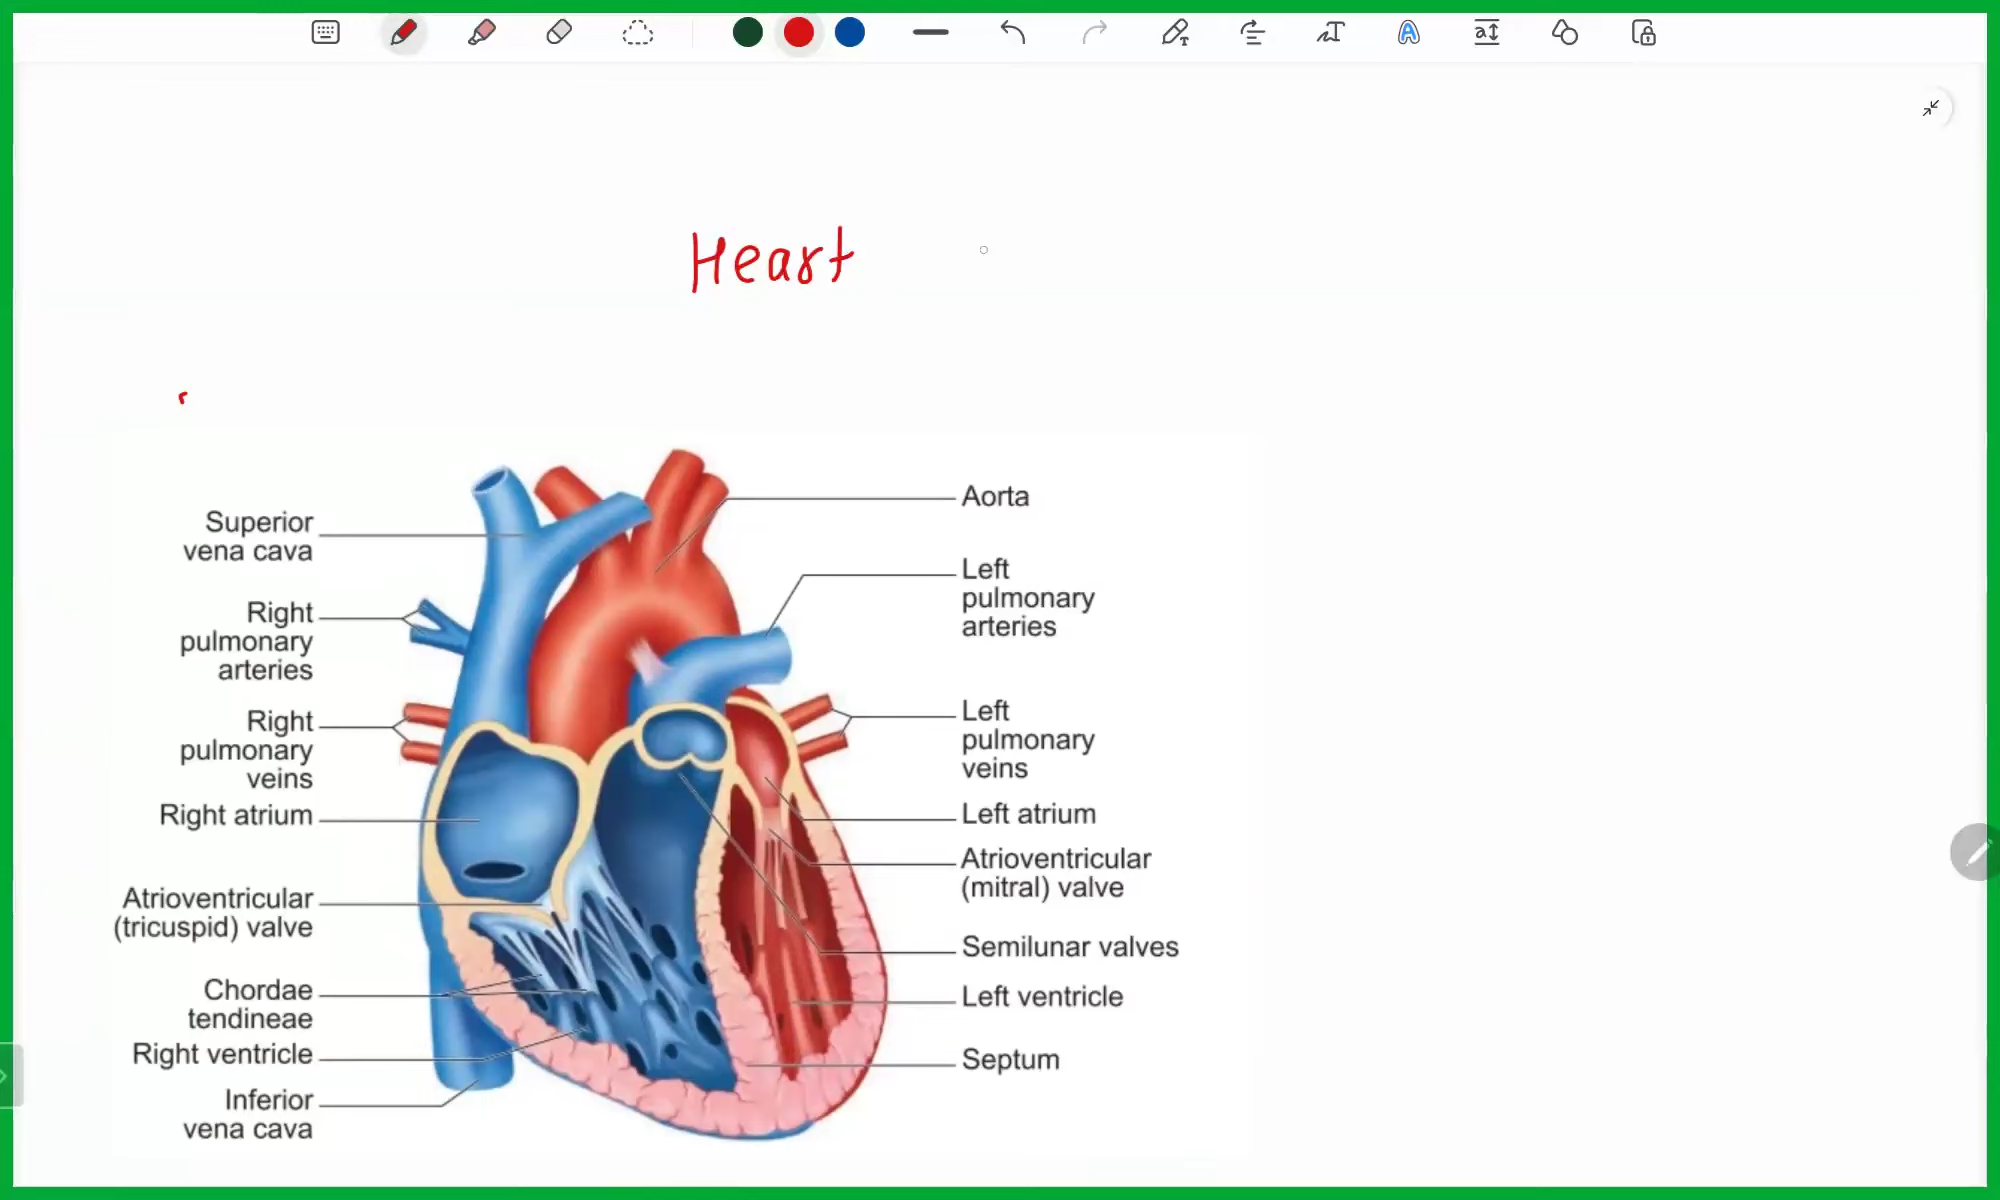 Heart
Superior
vena cava
Right
pulmonary
arteries
Right
pulmonary
veins
Right atrium
Atrioventricular
(tricuspid) valve
Chordae
tendineae
Right ventricle
Inferior
vena cava
Aorta
Left
pulmonary
arteries
Left
pulmonary
veins
Left atrium
Atrioventricular
(mitral) valve
Semilunar valves
Left ventricle
Septum